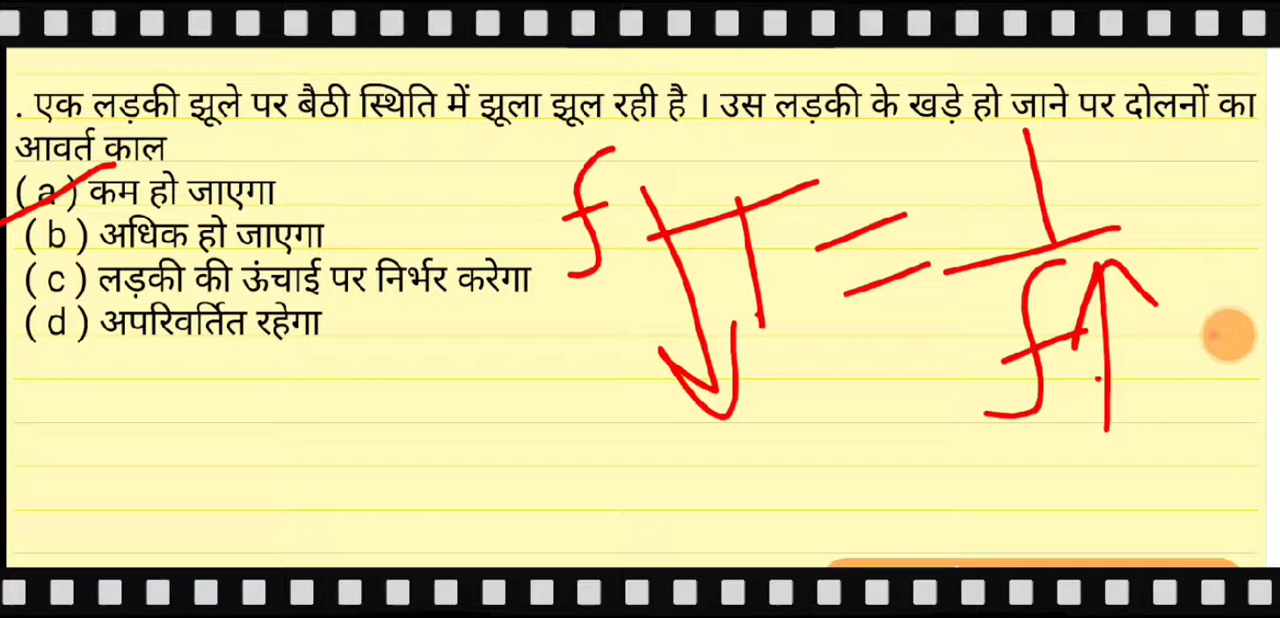 . एक लड़की झूले पर बैठी स्थिति में झूला झूल रही है । उस लड़की के खड़े हो जाने पर दोलनों का
आवर्त काल
( a ) कम हो जाएगा
( b ) अधिक हो जाएगा
( c ) लड़की की ऊंचाई पर निर्भर करेगा
( d ) अपरिवर्तित रहेगा
f ↓T = 1/f↑